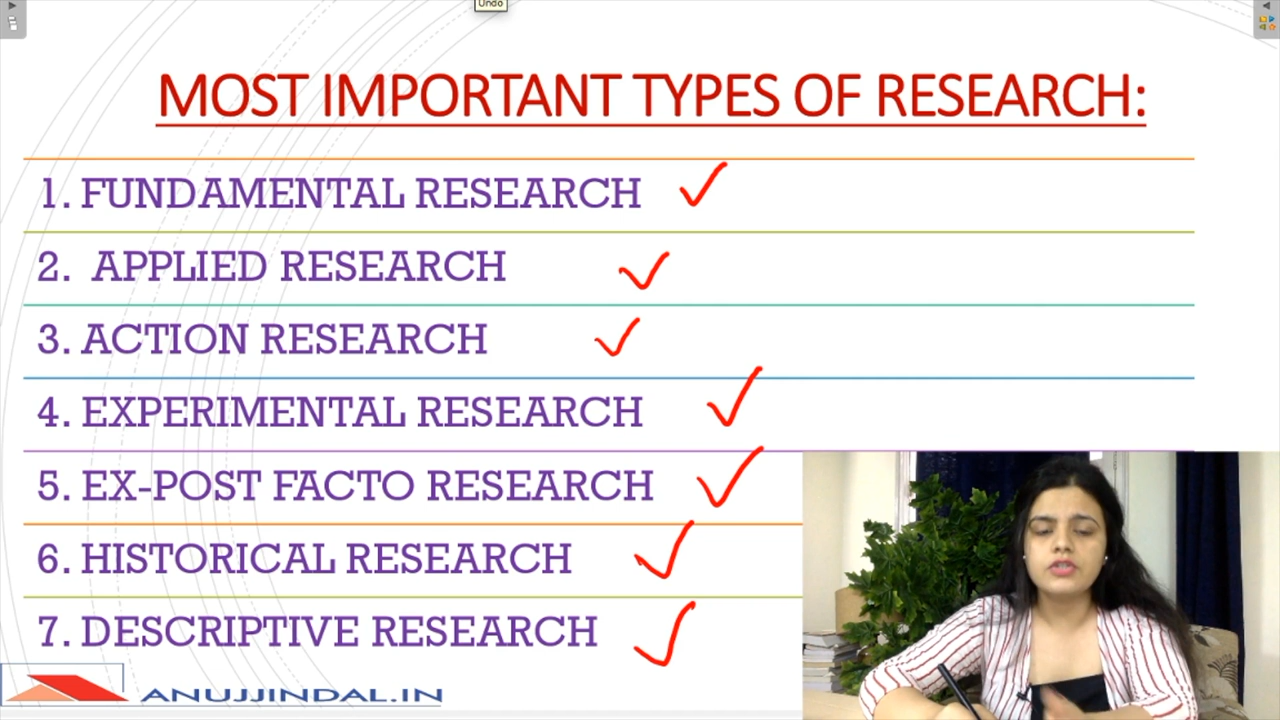 Undo
MOST IMPORTANT TYPES OF RESEARCH:
1. FUNDAMENTAL RESEARCH
2. APPLIED RESEARCH
3. ACTION RESEARCH
4. EXPERIMENTAL RESEARCH
5. EX-POST FACTO RESEARCH
6. HISTORICAL RESEARCH
7. DESCRIPTIVE RESEARCH
ANUJJINDAL.IN